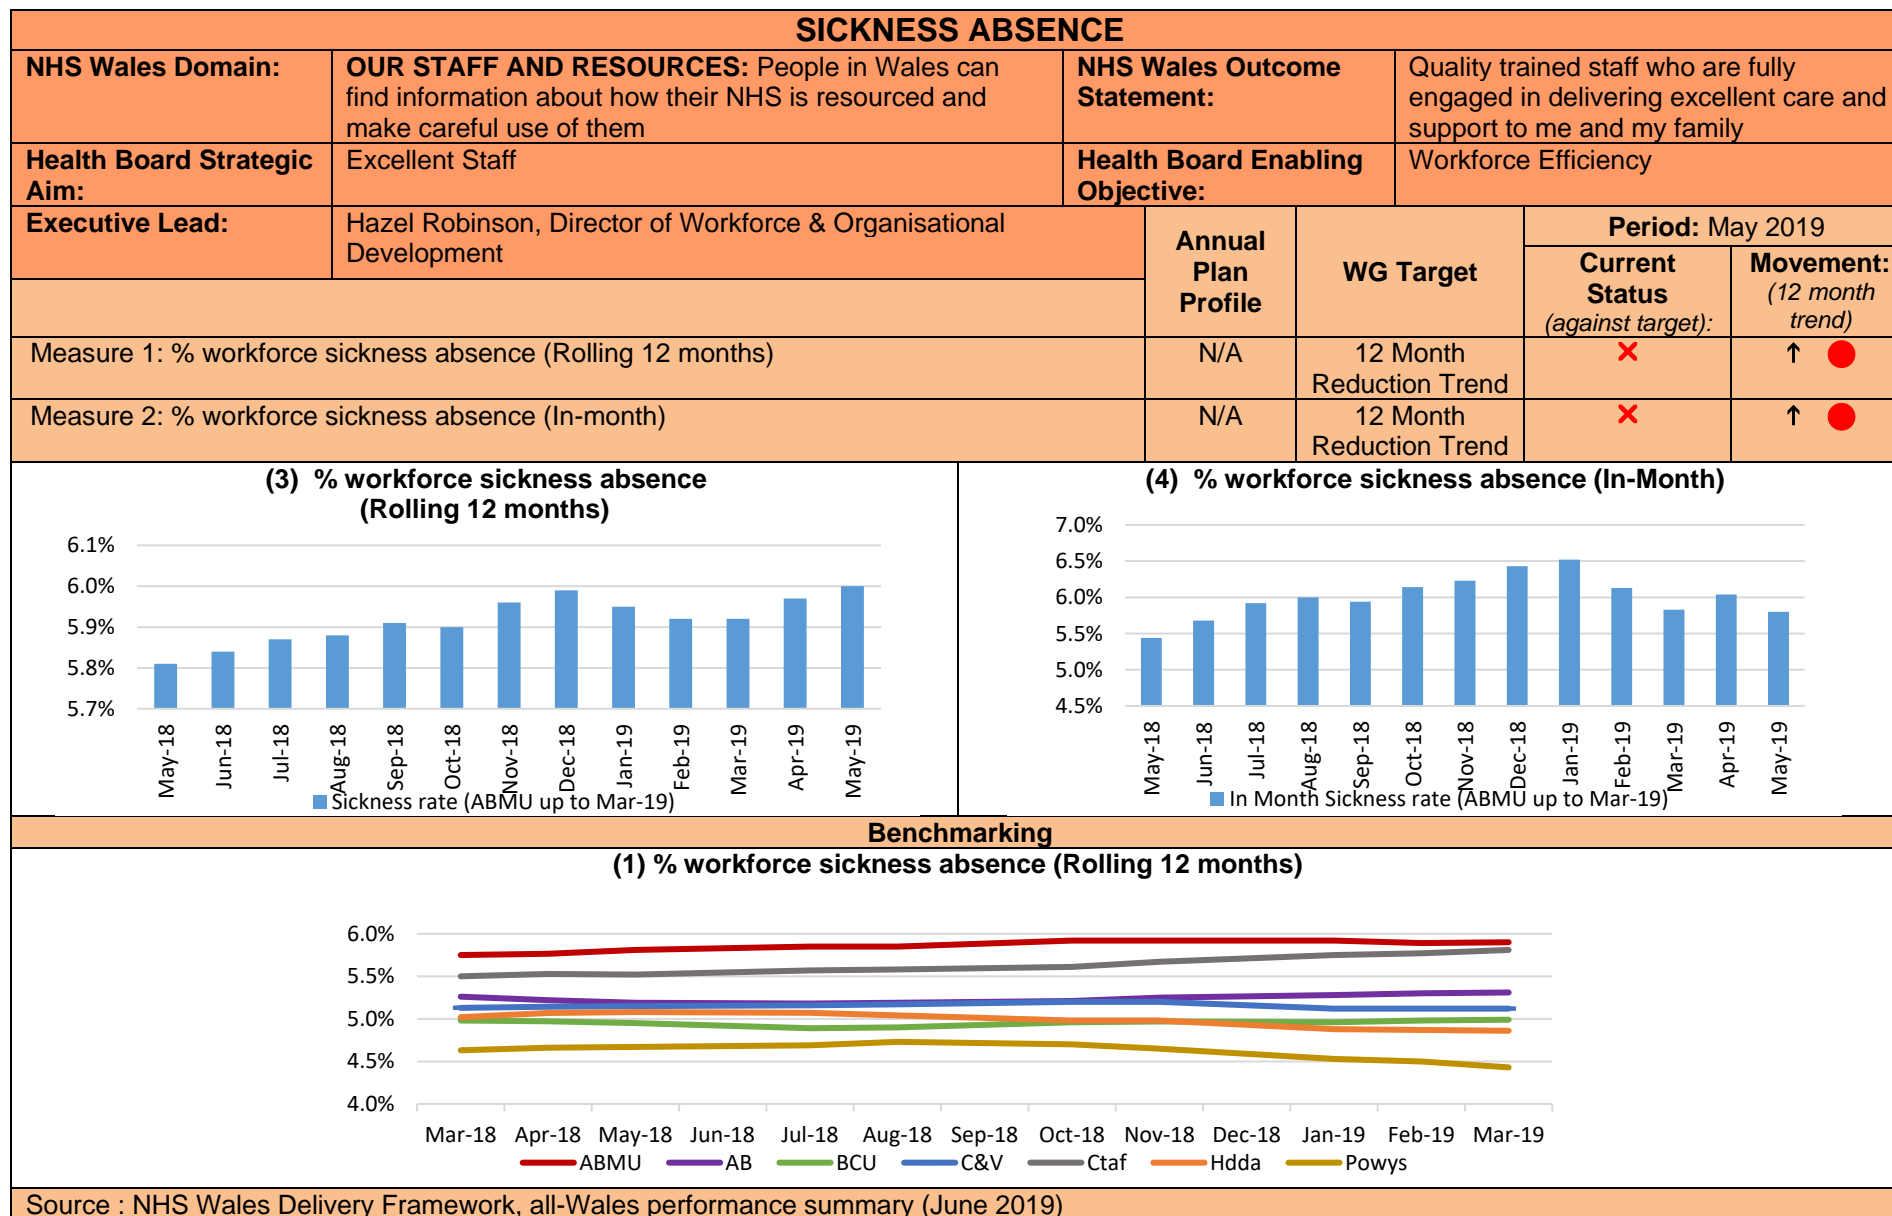 SICKNESS ABSENCE
NHS Wales Domain:
OUR STAFF AND RESOURCES: People in Wales can
find information about how their NHS is resourced and
make careful use of them
NHS Wales Outcome
Statement:
Quality trained staff who are fully
engaged in delivering excellent care and
support to me and my family
Health Board Strategic
Aim:
Excellent Staff
Health Board Enabling
Objective:
Workforce Efficiency
Executive Lead:
Hazel Robinson, Director of Workforce & Organisational
Development
Annual
Plan
Profile
WG Target
Period: May 2019
Current
Status
(against target):
Movement:
(12 month
trend)
Measure 1: % workforce sickness absence (Rolling 12 months)
N/A
12 Month
Reduction Trend
Measure 2: % workforce sickness absence (In-month)
N/A
12 Month
Reduction Trend
(3) % workforce sickness absence
(Rolling 12 months)
6.1%
6.0%
5.9%
5.8%
5.7%
May-18
Jun-18
Jul-18
Aug-18
Sep-18
Oct-18
Nov-18
Dec-18
Jan-19
Feb-19
Mar-19
Apr-19
May-19
Sickness rate (ABMU up to Mar-19)
(4) % workforce sickness absence (In-Month)
7.0%
6.5%
6.0%
5.5%
5.0%
4.5%
May-18
Jun-18
Jul-18
Aug-18
Sep-18
Oct-18
Nov-18
Dec-18
Jan-19
Feb-19
Mar-19
Apr-19
May-19
In Month Sickness rate (ABMU up to Mar-19)
Benchmarking
(1) % workforce sickness absence (Rolling 12 months)
6.0%
5.5%
5.0%
4.5%
4.0%
Mar-18 Apr-18 May-18 Jun-18 Jul-18 Aug-18 Sep-18 Oct-18 Nov-18 Dec-18 Jan-19 Feb-19 Mar-19
ABMU AB BCU C&V Ctaf Hdda Powys
Source : NHS Wales Delivery Framework, all-Wales performance summary (June 2019)